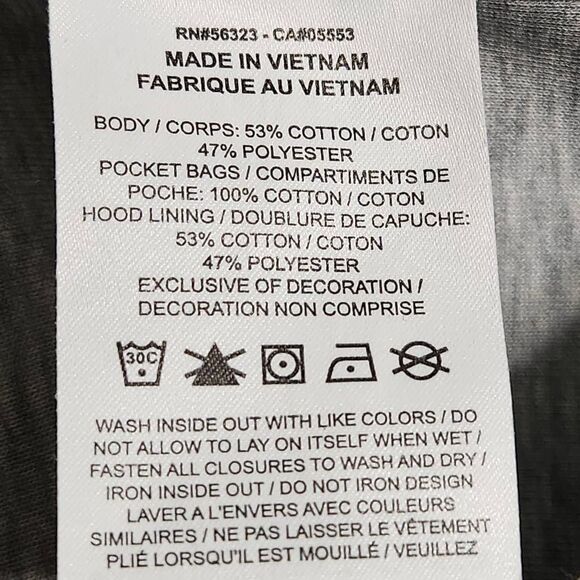 RN#56323 - CA#05553
MADE IN VIETNAM
FABRIQUE AU VIETNAM
BODY / CORPS: 53% COTTON / COTON
47% POLYESTER
POCKET BAGS / COMPARTIMENTS DE
POCHE: 100% COTTON / COTON
HOOD LINING / DOUBLURE DE CAPUCHE:
53% COTTON / COTON
47% POLYESTER
EXCLUSIVE OF DECORATION /
DECORATION NON COMPRISE
30C
WASH INSIDE OUT WITH LIKE COLORS / DO
NOT ALLOW TO LAY ON ITSELF WHEN WET /
FASTEN ALL CLOSURES TO WASH AND DRY /
IRON INSIDE OUT / DO NOT IRON DESIGN
LAVER A L'ENVERS AVEC COULEURS
SIMILAIRES / NE PAS LAISSER LE VÊTEMENT
PLIÉ LORSQU'IL EST MOUILLÉ / VEUILLEZ